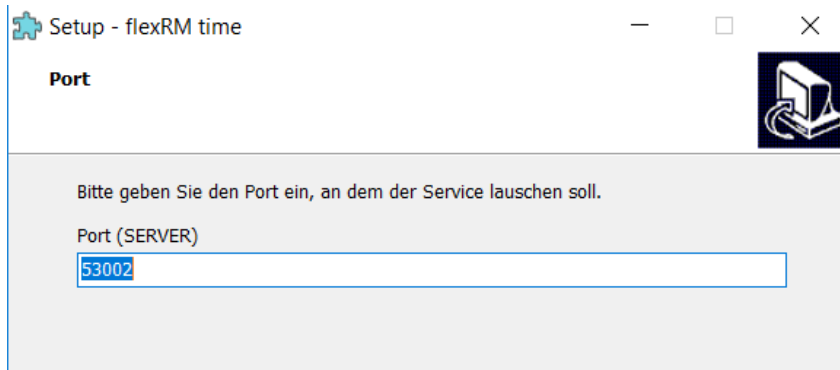 Setup - flexRM time
Port
Bitte geben Sie den Port ein, an dem der Service lauschen soll.
Port (SERVER)
53002